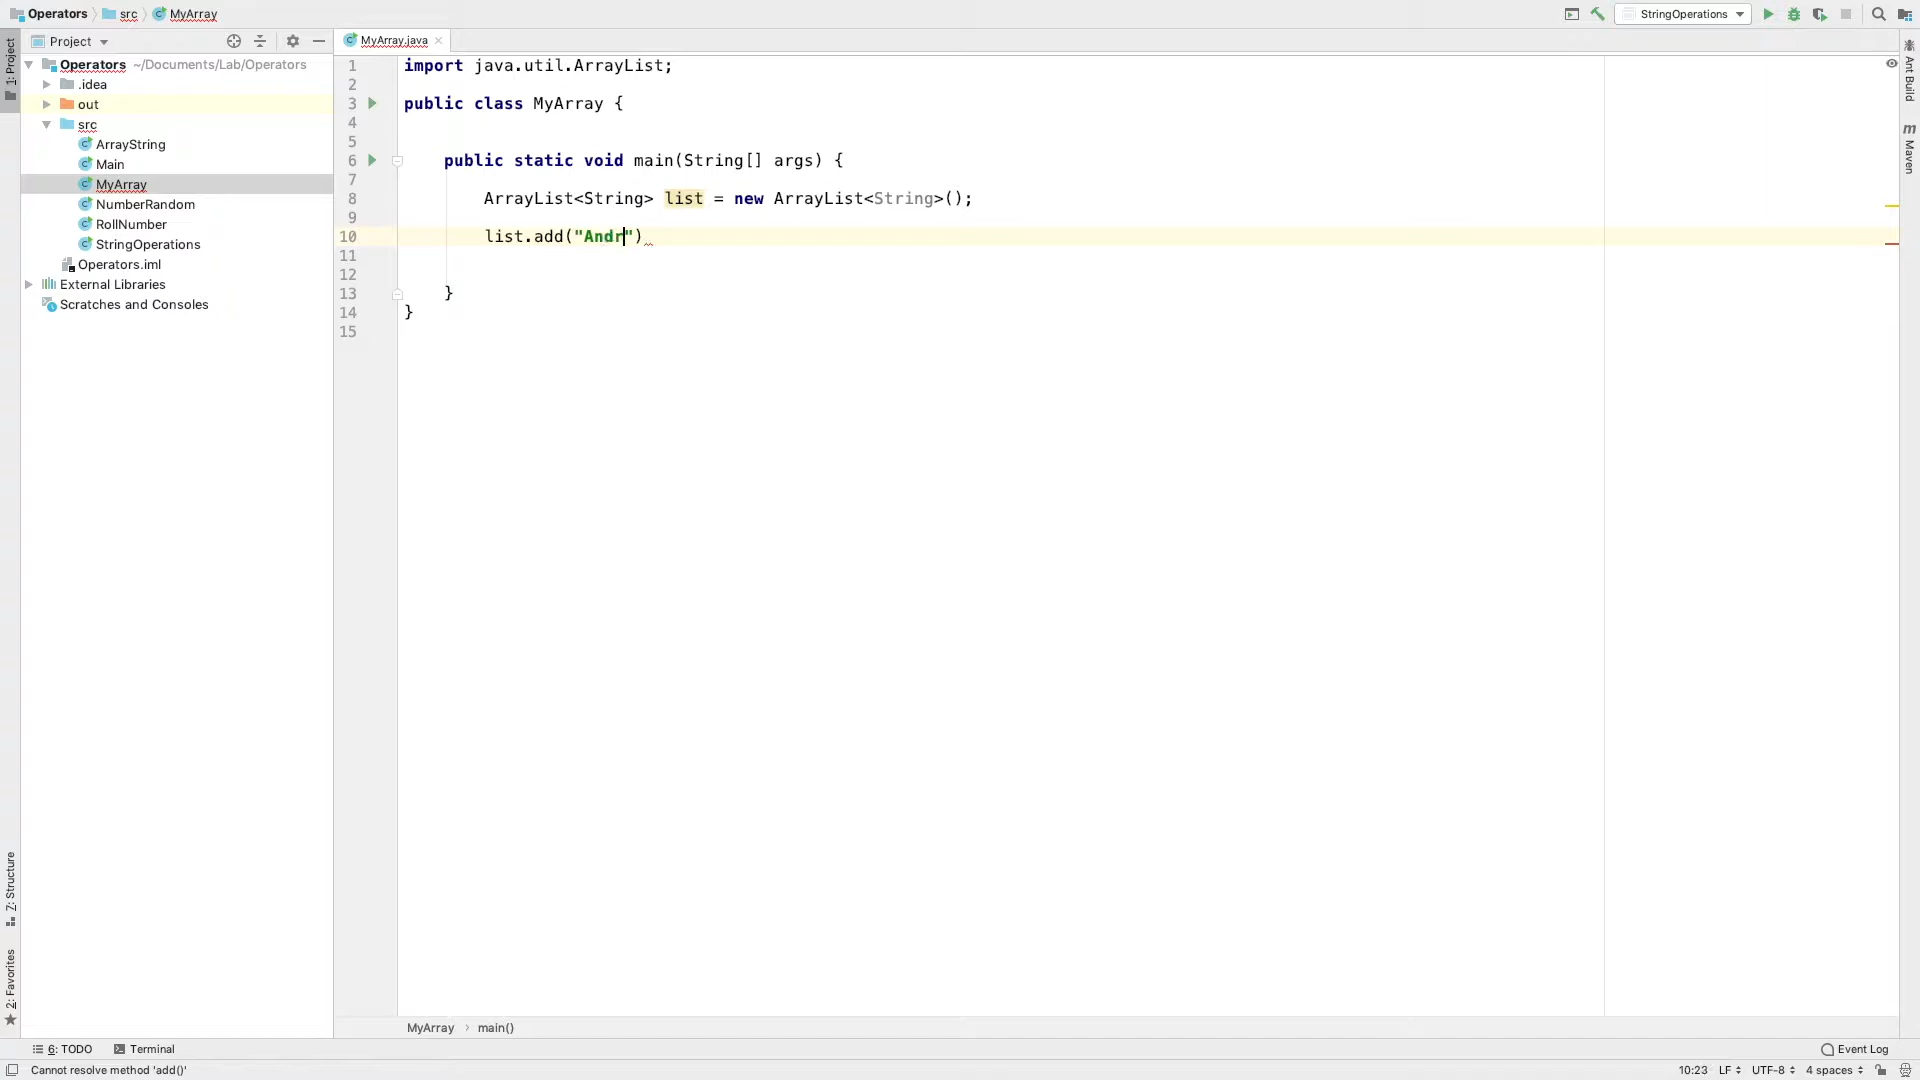 Operators src MyArray StringOperations
1: Project
Project
MyArray.java
Operators ~/Documents/Lab/Operators
.idea
out
src
ArrayString
Main
MyArray
NumberRandom
RollNumber
StringOperations
Operators.iml
External Libraries
Scratches and Consoles
1 import java.util.ArrayList;
2
3 public class MyArray {
4
5
6 public static void main(String[] args) {
7
8 ArrayList<String> list = new ArrayList<String>();
9
10 list.add("Andr")
11
12
13 }
14 }
15
Ant Build
m Maven
7: Structure
2: Favorites
MyArray › main()
6: TODO Terminal Event Log
Cannot resolve method 'add()' 10:23 LF UTF-8 4 spaces